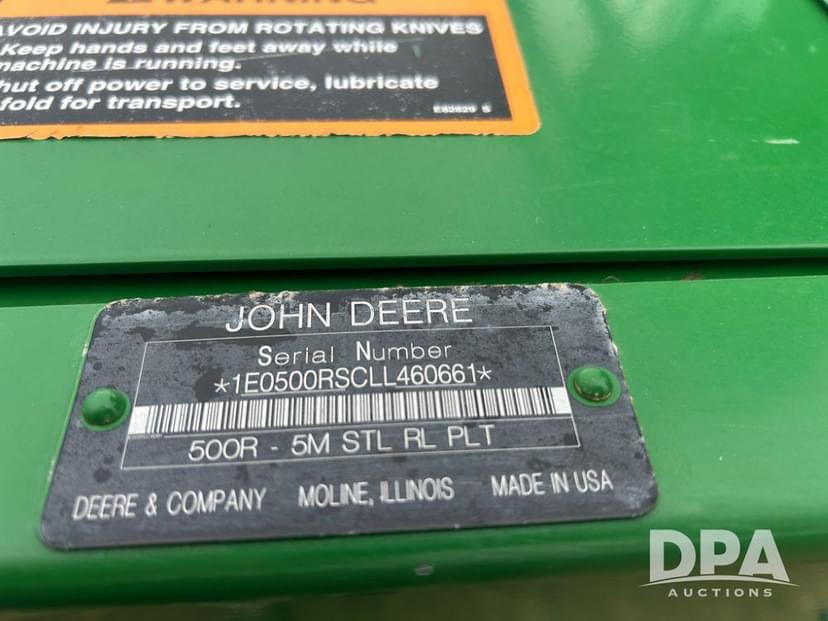 WARNING
AVOID INJURY FROM ROTATING KNIVES
Keep hands and feet away while
machine is running.
hut off power to service, lubricate
fold for transport.
E82829 S
JOHN DEERE
Serial Number
*1E0500RSCLL460661*
500R - 5M STL RL PLT
DEERE & COMPANY MOLINE, ILLINOIS MADE IN USA
DPA
AUCTIONS